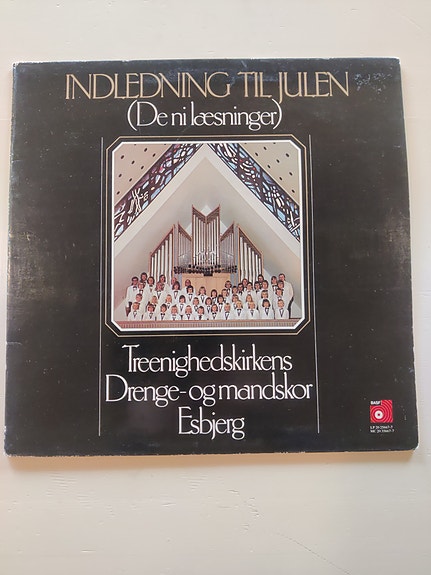 INDLEDNING TIL JULEN
(De ni læsninger)
Treenighedskirkens
Drenge- og mandskor
Esbjerg
BASF